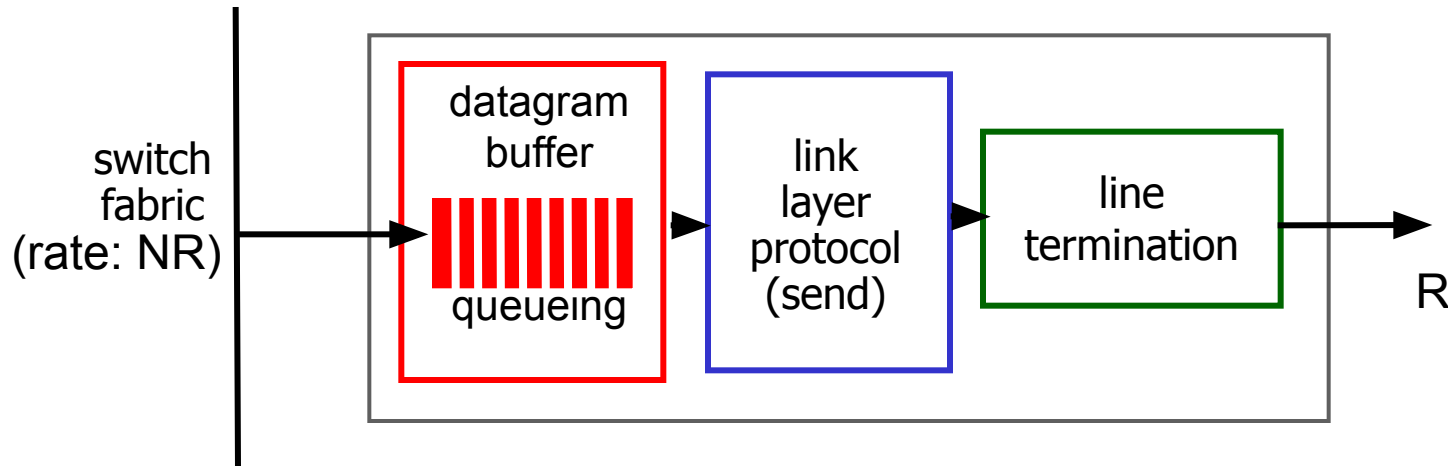 switch
fabric
(rate: NR)
datagram
buffer
queueing
link
layer
protocol
(send)
line
termination
R